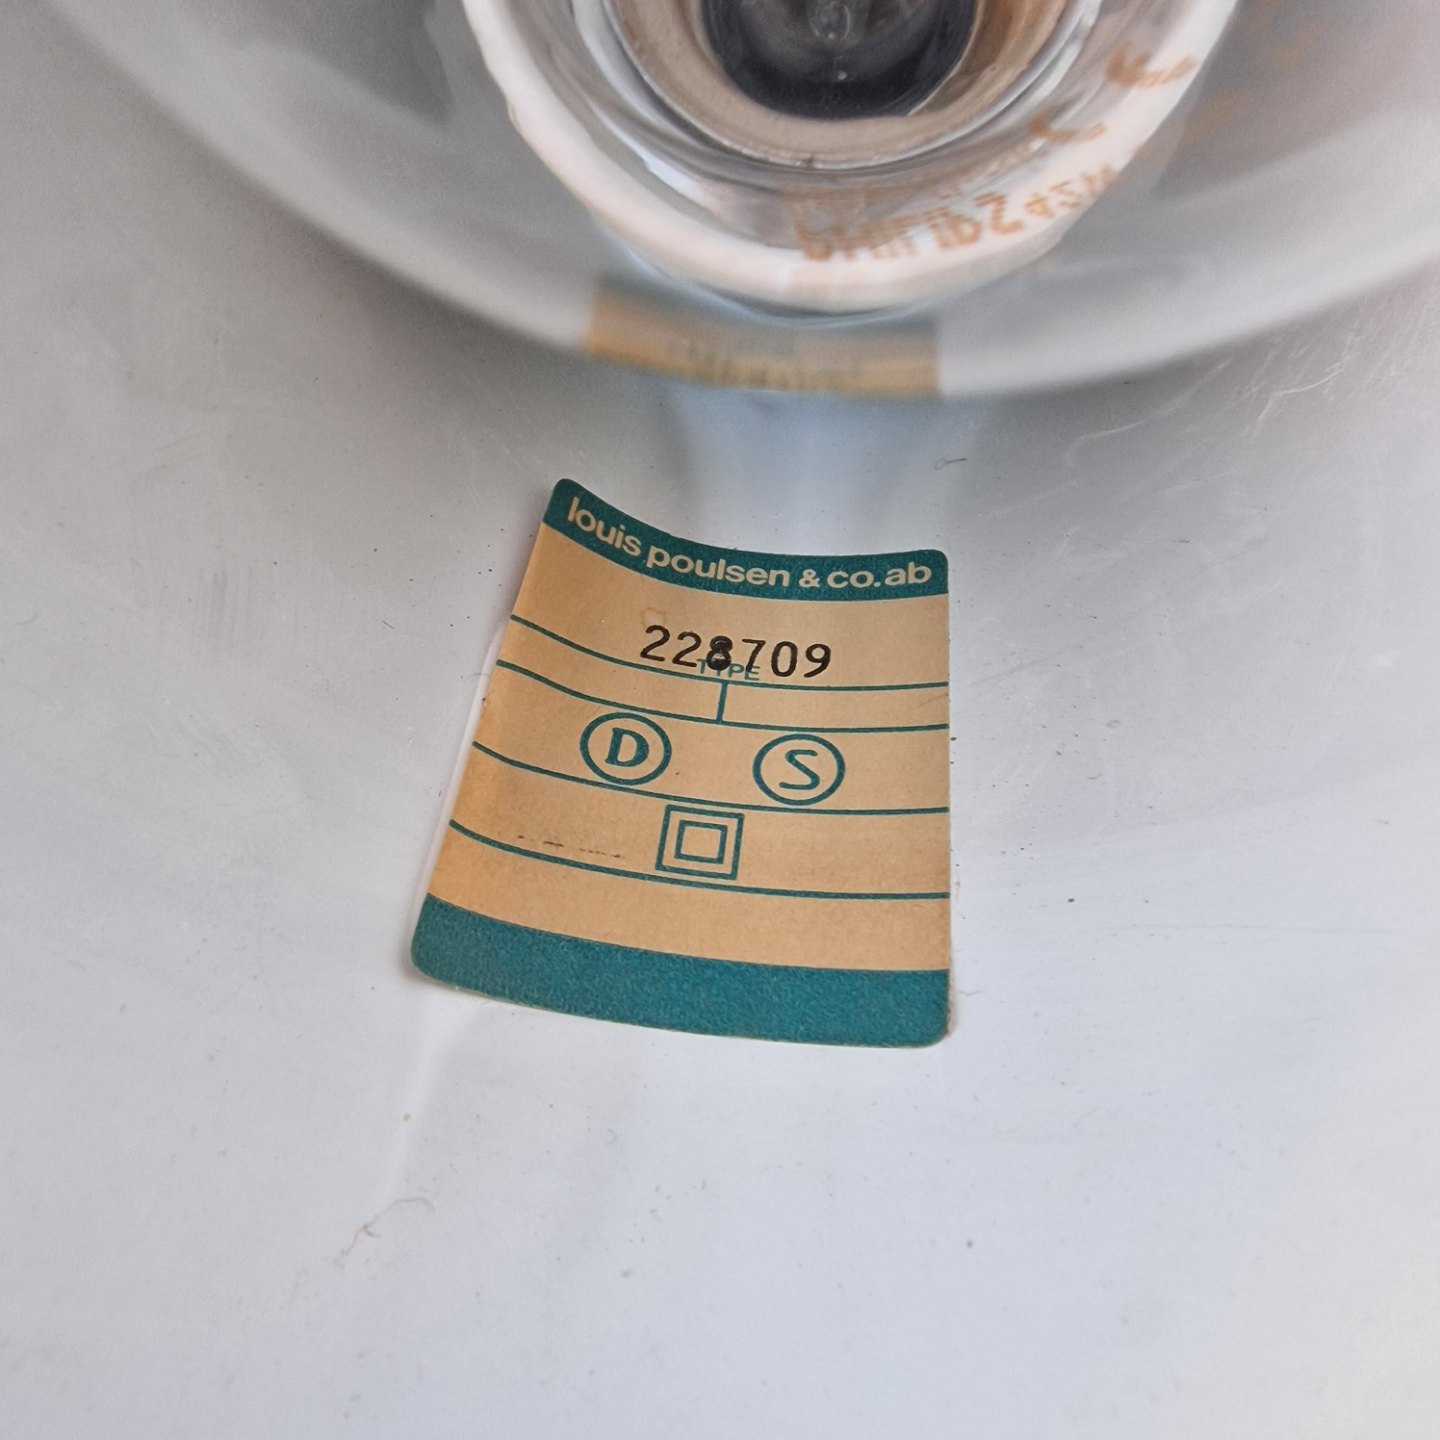 louis poulsen & co.ab
228709
TYPE
D S